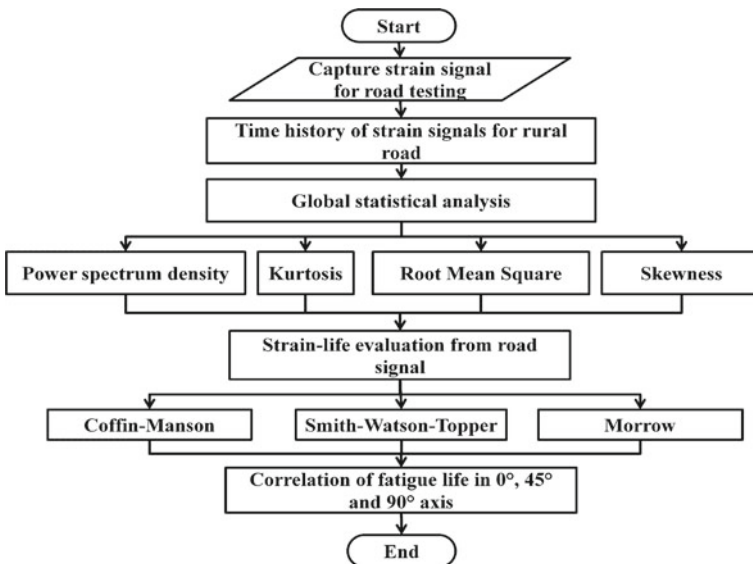 Start
Capture strain signal
for road testing
Time history of strain signals for rural
road
Global statistical analysis
Power spectrum density
Kurtosis
Root Mean Square
Skewness
Strain-life evaluation from road
signal
Coffin-Manson
Smith-Watson-Topper
Morrow
Correlation of fatigue life in 0°, 45°
and 90° axis
End